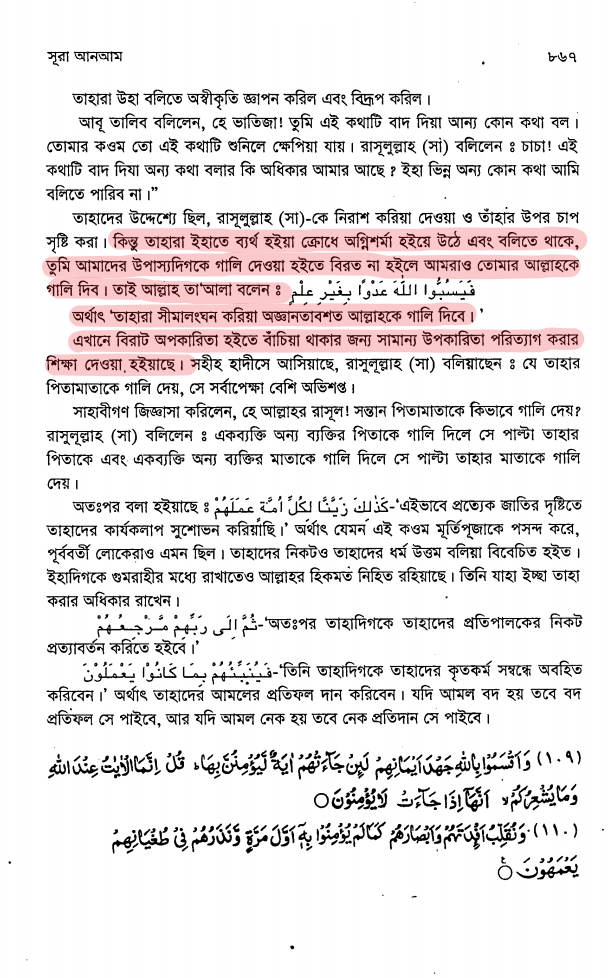 সূরা আনআম ৮৬৭
তাহারা উহা বলিতে অস্বীকৃতি জ্ঞাপন করিল এবং বিদ্রূপ করিল।
আবূ তালিব বলিলেন, হে ভাতিজা! তুমি এই কথাটি বাদ দিয়া আন্য কোন কথা বল।
তোমার কওম তো এই কথাটি শুনিলে ক্ষেপিয়া যায়। রাসূলুল্লাহ্ (সা) বলিলেন ঃ চাচা! এই
কথাটি বাদ দিযা অন্য কথা বলার কি অধিকার আমার আছে ? ইহা ভিন্ন অন্য কোন কথা আমি
বলিতে পারিব না।”
তাহাদের উদ্দেশ্যে ছিল, রাসূলুল্লাহ্ (সা)-কে নিরাশ করিয়া দেওয়া ও তাঁহার উপর চাপ
সৃষ্টি করা। কিন্তু তাহারা ইহাতে ব্যর্থ হইয়া ক্রোধে অগ্নিশর্মা হইয়ে উঠে এবং বলিতে থাকে,
তুমি আমাদের উপাস্যদিগকে গালি দেওয়া হইতে বিরত না হইলে আমরাও তোমার আল্লাহকে
গালি দিব। তাই আল্লাহ্ তা‘আলা বলেন ঃ فَيَسُبُّوا اللّٰهَ عَدْوًا بِغَيْرِ عِلْمٍ
অর্থাৎ ‘তাহারা সীমালংঘন করিয়া অজ্ঞানতাবশত আল্লাহকে গালি দিবে।’
এখানে বিরাট অপকারিতা হইতে বাঁচিয়া থাকার জন্য সামান্য উপকারিতা পরিত্যাগ করার
শিক্ষা দেওয়া হইয়াছে। সহীহ হাদীসে আসিয়াছে, রাসূলুল্লাহ্ (সা) বলিয়াছেন ঃ যে তাহার
পিতামাতাকে গালি দেয়, সে সর্বাপেক্ষা বেশি অভিশপ্ত।
সাহাবীগণ জিজ্ঞাসা করিলেন, হে আল্লাহর রাসূল! সন্তান পিতামাতাকে কিভাবে গালি দেয়?
রাসুলুল্লাহ্ (সা) বলিলেন ঃ একব্যক্তি অন্য ব্যক্তির পিতাকে গালি দিলে সে পাল্টা তাহার
পিতাকে এবং একব্যক্তি অন্য ব্যক্তির মাতাকে গালি দিলে সে পাল্টা তাহার মাতাকে গালি
দেয়।
অতঃপর বলা হইয়াছে ঃ كَذٰلِكَ زَيَّنَّا لِكُلِّ اُمَّةٍ عَمَلَهُمْ-‘এইভাবে প্রত্যেক জাতির দৃষ্টিতে
তাহাদের কার্যকলাপ সুশোভন করিয়াছি।’ অর্থাৎ যেমন এই কওম মূর্তিপূজাকে পসন্দ করে,
পূর্ববর্তী লোকেরাও এমন ছিল। তাহাদের নিকটও তাহাদের ধর্ম উত্তম বলিয়া বিবেচিত হইত।
ইহাদিগকে গুমরাহীর মধ্যে রাখাতেও আল্লাহর হিকমত নিহিত রহিয়াছে। তিনি যাহা ইচ্ছা তাহা
করার অধিকার রাখেন।
ثُمَّ اِلٰى رَبِّهِمْ مَّرْجِعُهُمْ-‘অতঃপর তাহাদিগকে তাহাদের প্রতিপালকের নিকট
প্রত্যাবর্তন করিতে হইবে।’
فَيُنَبِّئُهُمْ بِمَا كَانُوْا يَعْمَلُوْنَ-‘তিনি তাহাদিগকে তাহাদের কৃতকর্ম সম্বন্ধে অবহিত
করিবেন।’ অর্থাৎ তাহাদের আমলের প্রতিফল দান করিবেন। যদি আমল বদ হয় তবে বদ
প্রতিফল সে পাইবে, আর যদি আমল নেক হয় তবে নেক প্রতিদান সে পাইবে।
(١٠٩) وَاَقْسَمُوْا بِاللهِ جَهْدَ اَيْمَانِهِمْ لَئِنْ جَآءَتْهُمْ اٰيَةٌ لَّيُؤْمِنُنَّ بِهَا ؕ قُلْ اِنَّمَا الْاٰيٰتُ عِنْدَ اللهِ
وَمَا يُشْعِرُكُمْ ۙ اَنَّهَآ اِذَا جَآءَتْ لَا يُؤْمِنُوْنَ ○
(١١٠) وَنُقَلِّبُ اَفْـِٕدَتَهُمْ وَاَبْصَارَهُمْ كَمَا لَمْ يُؤْمِنُوْا بِهٖٓ اَوَّلَ مَرَّةٍ وَّنَذَرُهُمْ فِيْ طُغْيَانِهِمْ
يَعْمَهُوْنَ ○